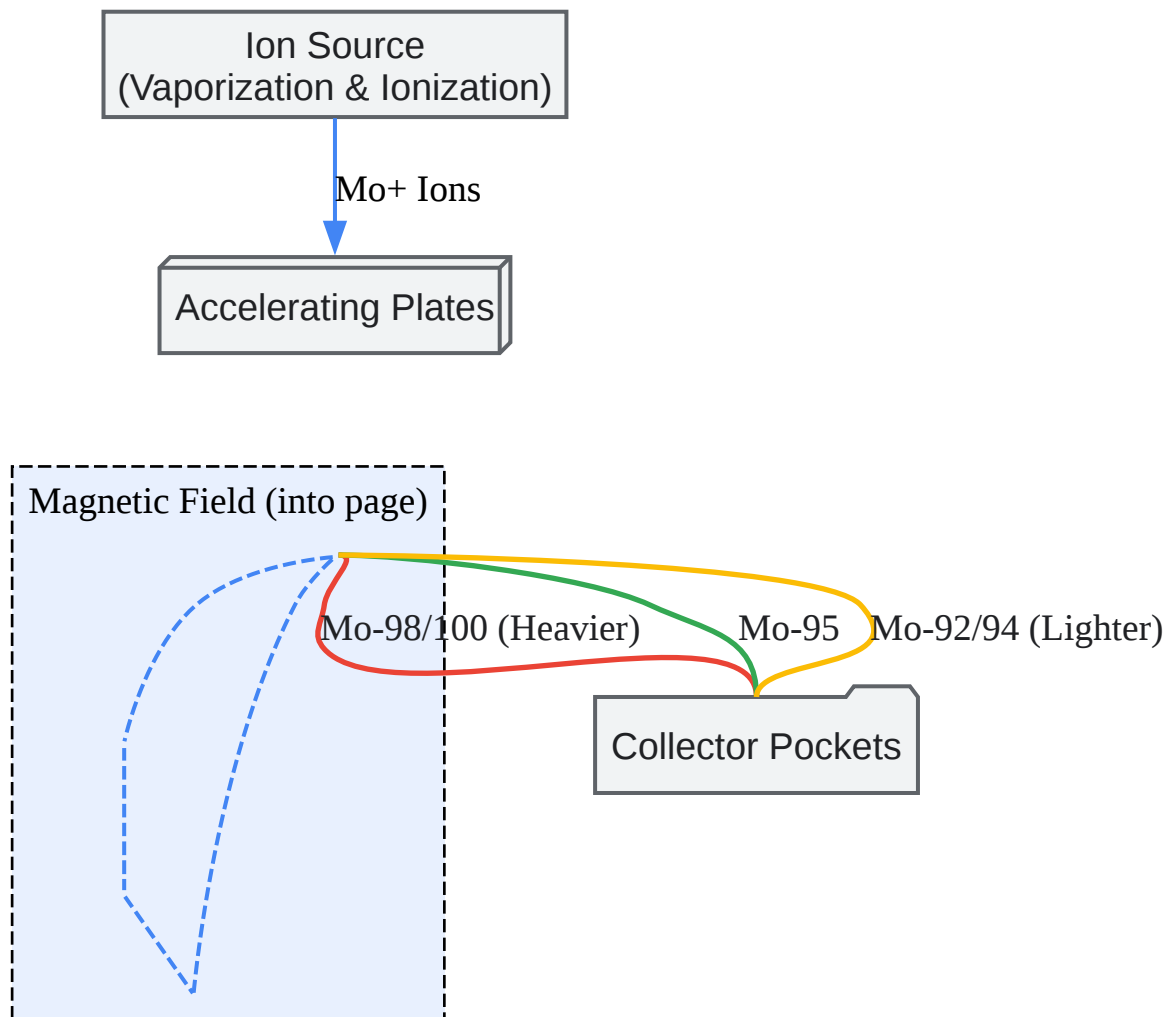 Ion Source
(Vaporization & Ionization)
Mo+ Ions
Accelerating Plates
Magnetic Field (into page)
Mo-98/100 (Heavier)
Mo-95
Mo-92/94 (Lighter)
Collector Pockets